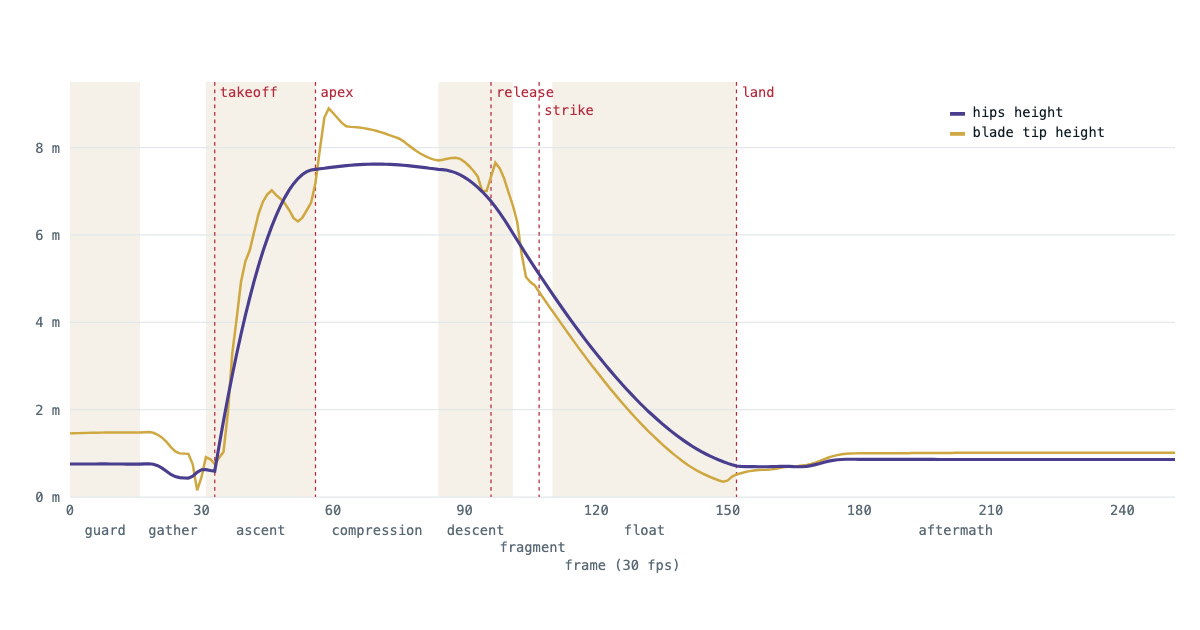 takeoff
apex
release
land
strike
hips height
blade tip height
8 m
6 m
4 m
2 m
0 m
0 30 60 90 120 150 180 210 240
guard gather ascent compression descent float aftermath
fragment
frame (30 fps)